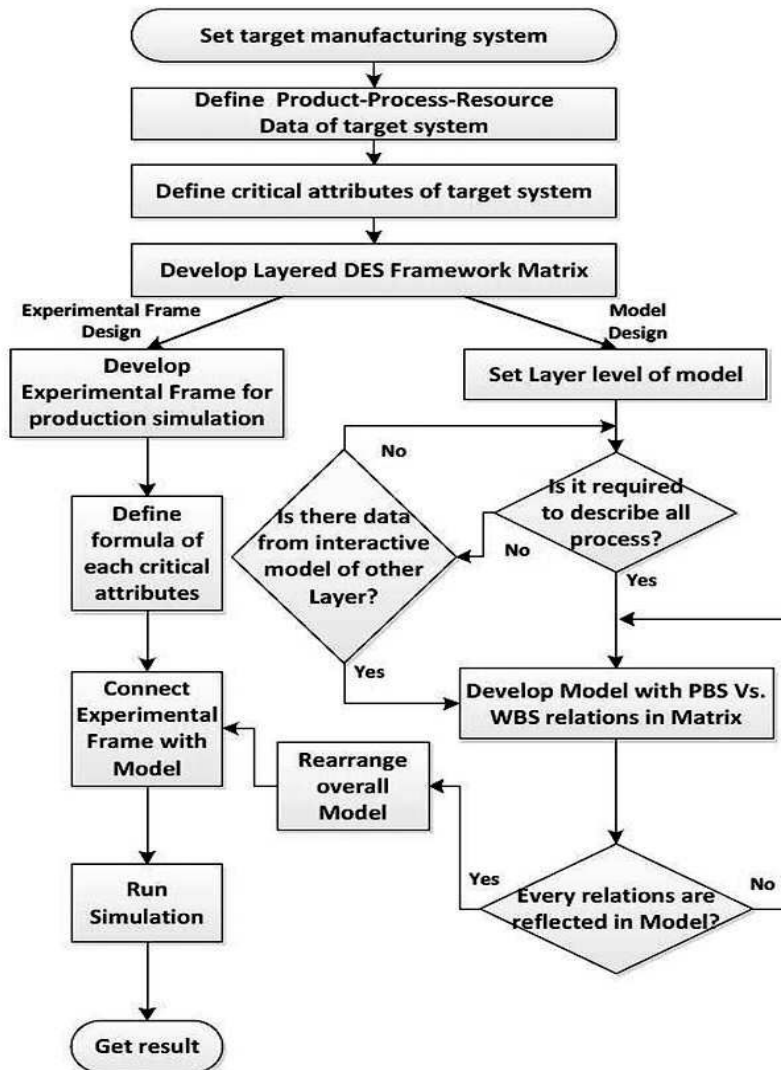 Set target manufacturing system
Define Product-Process-Resource
Data of target system
Define critical attributes of target system
Develop Layered DES Framework Matrix
Experimental Frame
Design
Model
Design
Develop
Experimental Frame for
production simulation
Set Layer level of model
No
Is it required
to describe all
process?
Is there data
from interactive
model of other
Layer?
No
Yes
Define
formula of
each critical
attributes
Yes
Develop Model with PBS Vs.
WBS relations in Matrix
Connect
Experimental
Frame with
Model
Rearrange
overall
Model
Yes
Every relations are
reflected in Model?
No
Run
Simulation
Get result